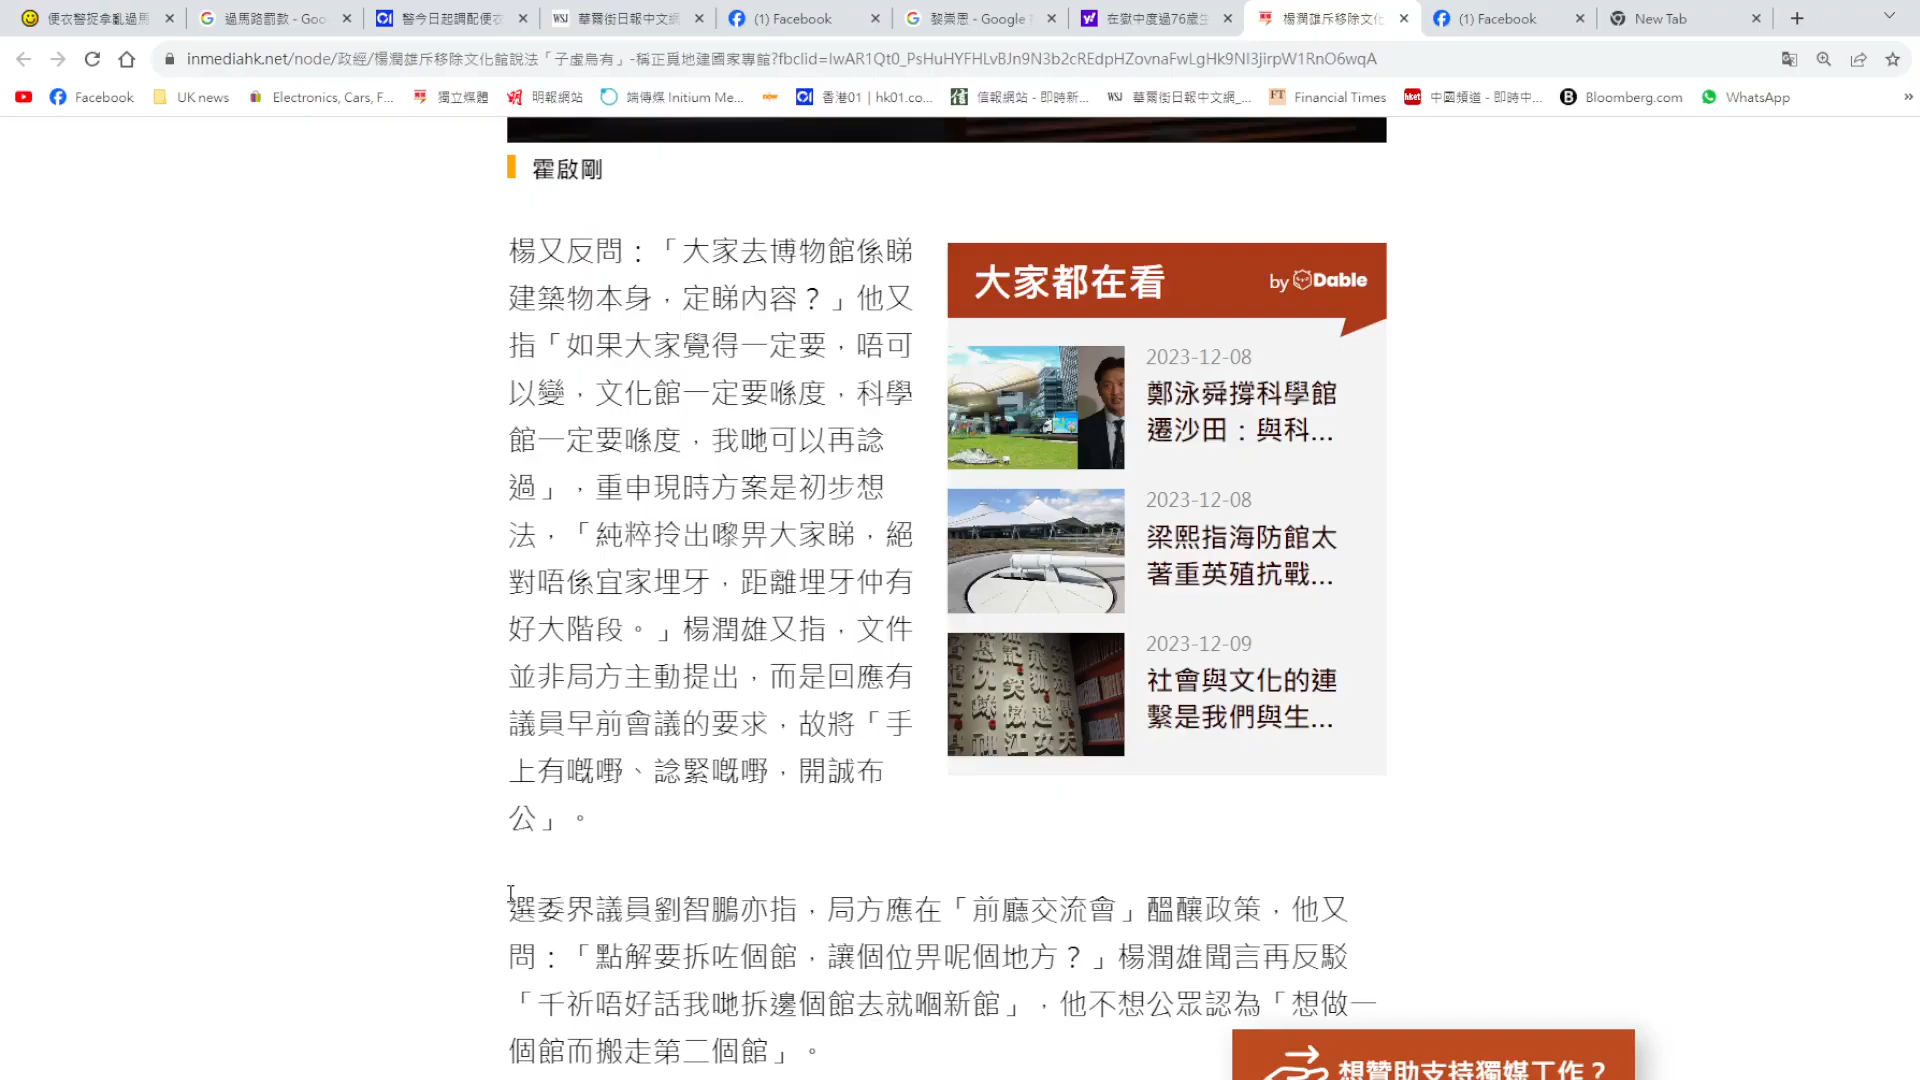 便衣警捉拿亂過馬
過馬路罰款 - Goo
警今日起調配便衣
華爾街日報中文網
(1) Facebook
黎崇恩 - Google
在獄中度過76歲生
楊潤雄斥移除文化
(1) Facebook
New Tab
inmediahk.net/node/政經/楊潤雄斥移除文化館說法「子虛烏有」-稱正覓地建國家專館?fbclid=IwAR1Qt0_PsHuHYFHLvBJn9N3b2cREdpHZovnaFwLgHk9NI3jirpW1RnO6wqA
Facebook
UK news
Electronics, Cars, F...
獨立媒體
明報網站
端傳媒 Initium Me...
香港01 | hk01.co...
信報網站 - 即時新...
華爾街日報中文網_...
Financial Times
中國頻道 - 即時中...
Bloomberg.com
WhatsApp
霍啟剛
楊又反問：「大家去博物館係睇
建築物本身，定睇內容？」他又
指「如果大家覺得一定要，唔可
以變，文化館一定要喺度，科學
館一定要喺度，我哋可以再諗
過」，重申現時方案是初步想
法，「純粹拎出嚟畀大家睇，絕
對唔係宜家埋牙，距離埋牙仲有
好大階段。」楊潤雄又指，文件
並非局方主動提出，而是回應有
議員早前會議的要求，故將「手
上有嘅嘢、諗緊嘅嘢，開誠布
公」。
大家都在看
by Dable
2023-12-08
鄭泳舜撐科學館
遷沙田：與科...
2023-12-08
梁熙指海防館太
著重英殖抗戰...
2023-12-09
社會與文化的連
繫是我們與生...
選委界議員劉智鵬亦指，局方應在「前廳交流會」醞釀政策，他又
問：「點解要拆咗個館，讓個位畀呢個地方？」楊潤雄聞言再反駁
「千祈唔好話我哋拆邊個館去就嗰新館」，他不想公眾認為「想做一
個館而搬走第二個館」。
想贊助支持獨媒工作？